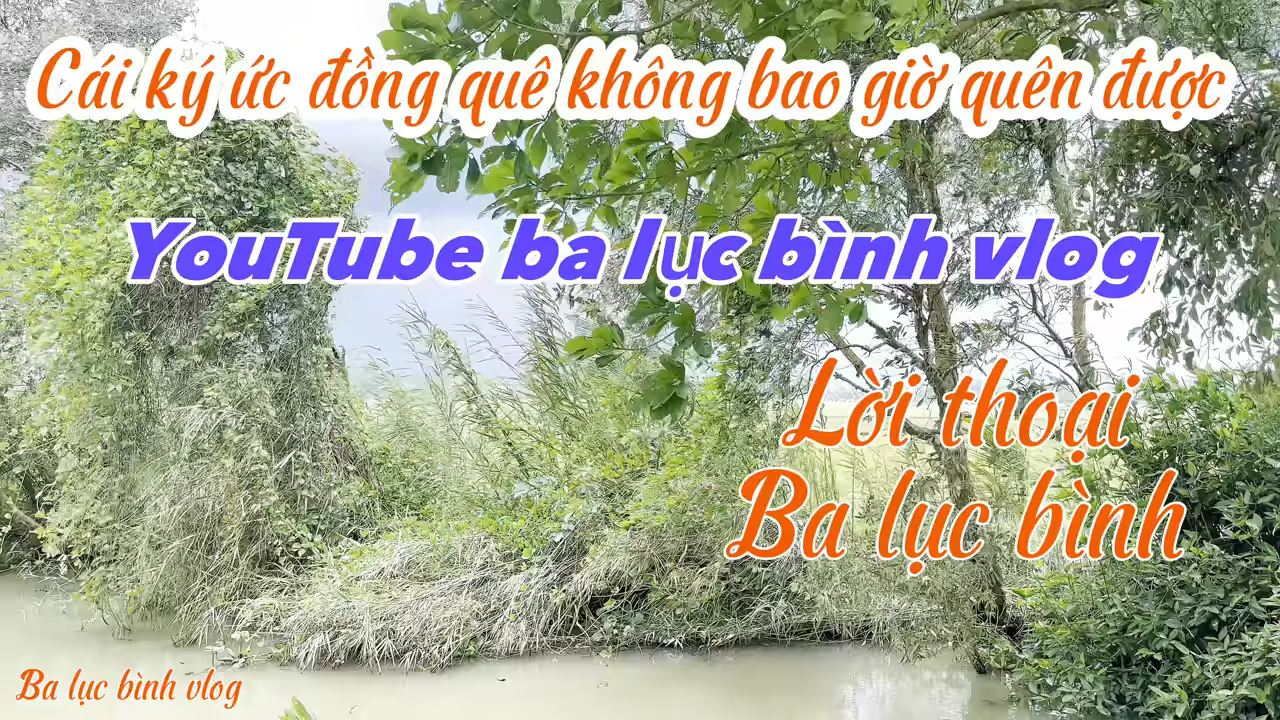 Cái ký ức đồng quê không bao giờ quên được
YouTube ba lục bình vlog
Lời thoại
Ba lục bình
Ba lục bình vlog